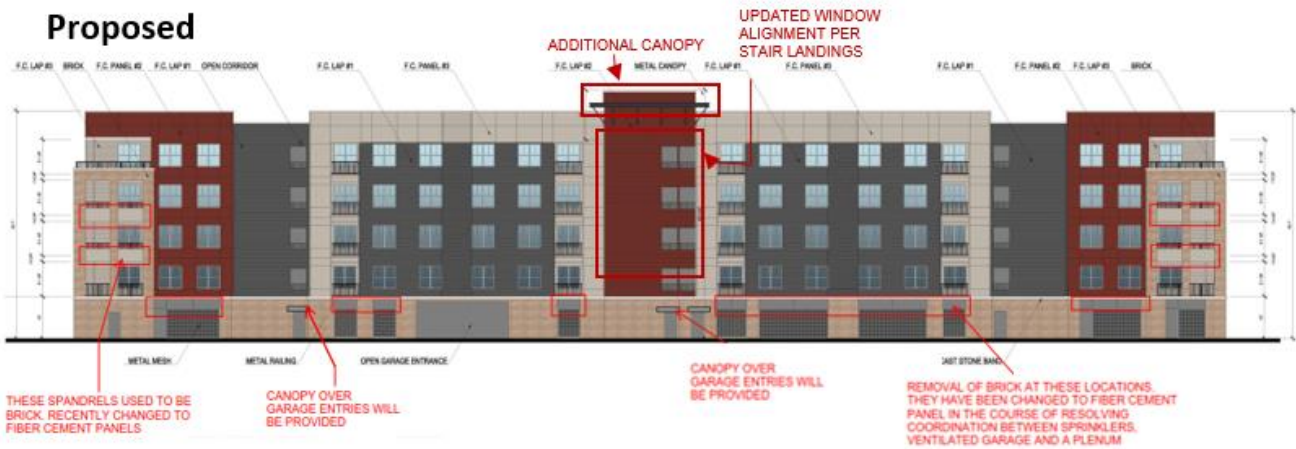 Proposed
UPDATED WINDOW
ALIGNMENT PER
STAIR LANDINGS
ADDITIONAL CANOPY
F.C. LAP #3 BRICK F.C. PANEL #2 F.C. LAP #1 OPEN CORRIDOR F.C. LAP #1 F.C. PANEL #3 F.C. LAP #2 METAL CANOPY F.C. LAP #1 F.C. PANEL #3 F.C. LAP #1 F.C. PANEL #2 F.C. LAP #3 BRICK
METAL MESH METAL RAILING OPEN GARAGE ENTRANCE CAST STONE BAND
THESE SPANDRELS USED TO BE
BRICK. RECENTLY CHANGED TO
FIBER CEMENT PANELS
CANOPY OVER
GARAGE ENTRIES WILL
BE PROVIDED
CANOPY OVER
GARAGE ENTRIES WILL
BE PROVIDED
REMOVAL OF BRICK AT THESE LOCATIONS.
THEY HAVE BEEN CHANGED TO FIBER CEMENT
PANEL IN THE COURSE OF RESOLVING
COORDINATION BETWEEN SPRINKLERS,
VENTILATED GARAGE AND A PLENUM